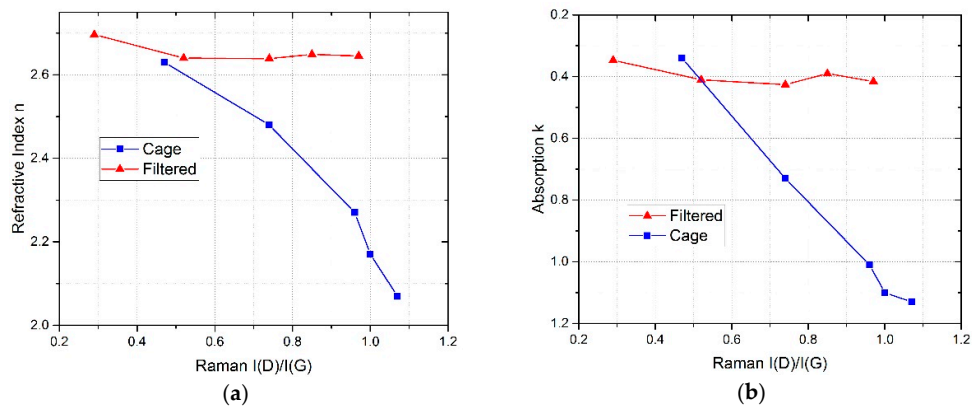 2.6
2.4
2.2
2.0
Refractive Index n
Cage
Filtered
0.2 0.4 0.6 0.8 1.0 1.2
Raman I(D)/I(G)
(a)
0.2
0.4
0.6
0.8
1.0
1.2
Absorption k
Filtered
Cage
0.2 0.4 0.6 0.8 1.0 1.2
Raman I(D)/I(G)
(b)